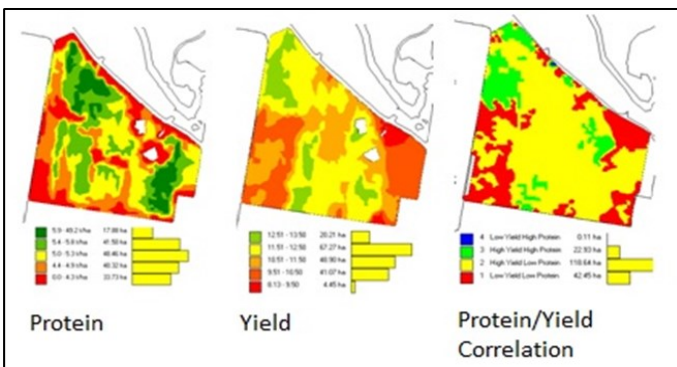 5.9 - 49.2 t/ha 17.88 ha
5.4 - 5.8 t/ha 41.50 ha
5.0 - 5.3 t/ha 48.46 ha
4.4 - 4.9 t/ha 40.32 ha
0.0 - 4.3 t/ha 33.73 ha
Protein
12.51 - 13.50 20.21 ha
11.51 - 12.50 67.27 ha
10.51 - 11.50 48.90 ha
9.51 - 10.50 41.07 ha
8.13 - 9.50 4.45 ha
Yield
4 Low Yield High Protein 0.11 ha
3 High Yield High Protein 22.93 ha
2 High Yield Low Protein 118.64 ha
1 Low Yield Low Protein 42.45 ha
Protein/Yield
Correlation